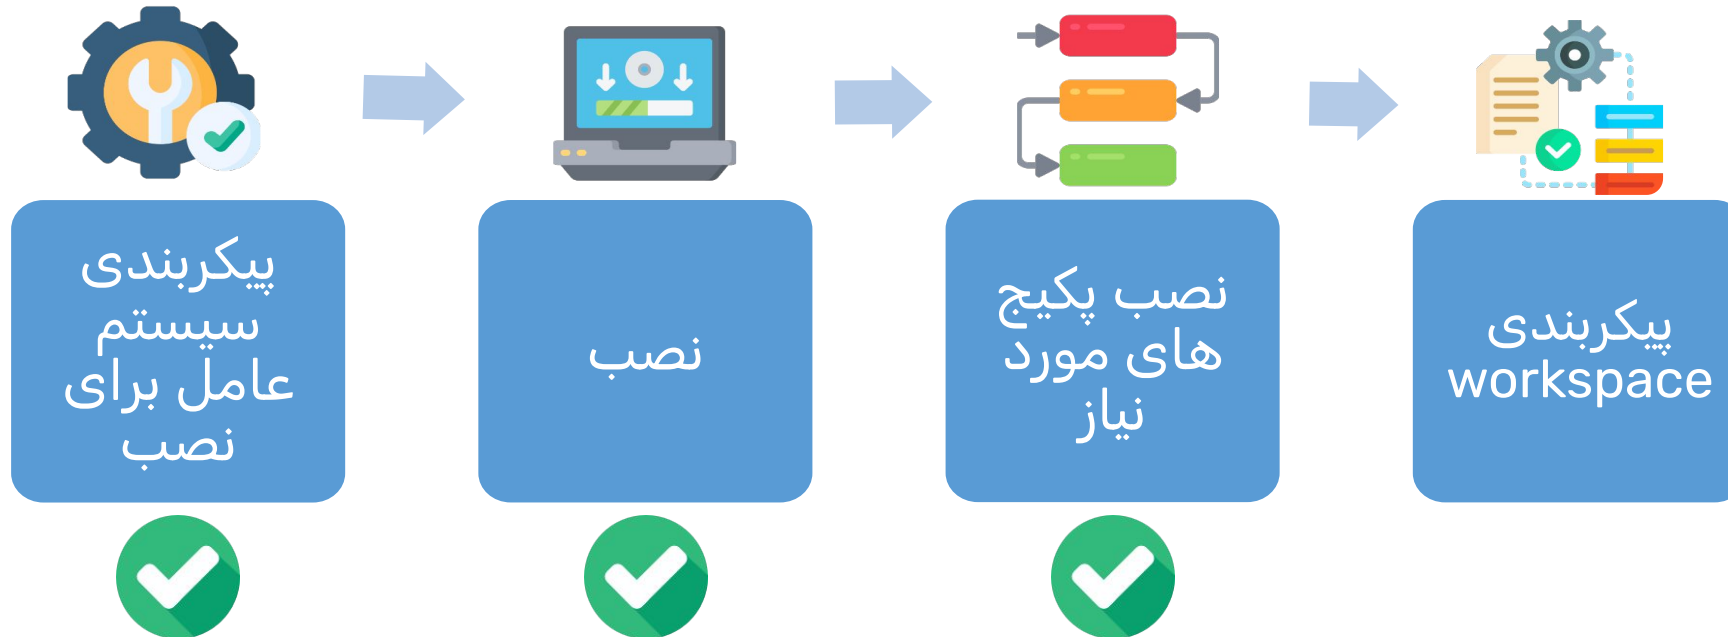 پیکربندی
سیستم
عامل برای
نصب
نصب
نصب پکیج
های مورد
نیاز
پیکربندی
workspace